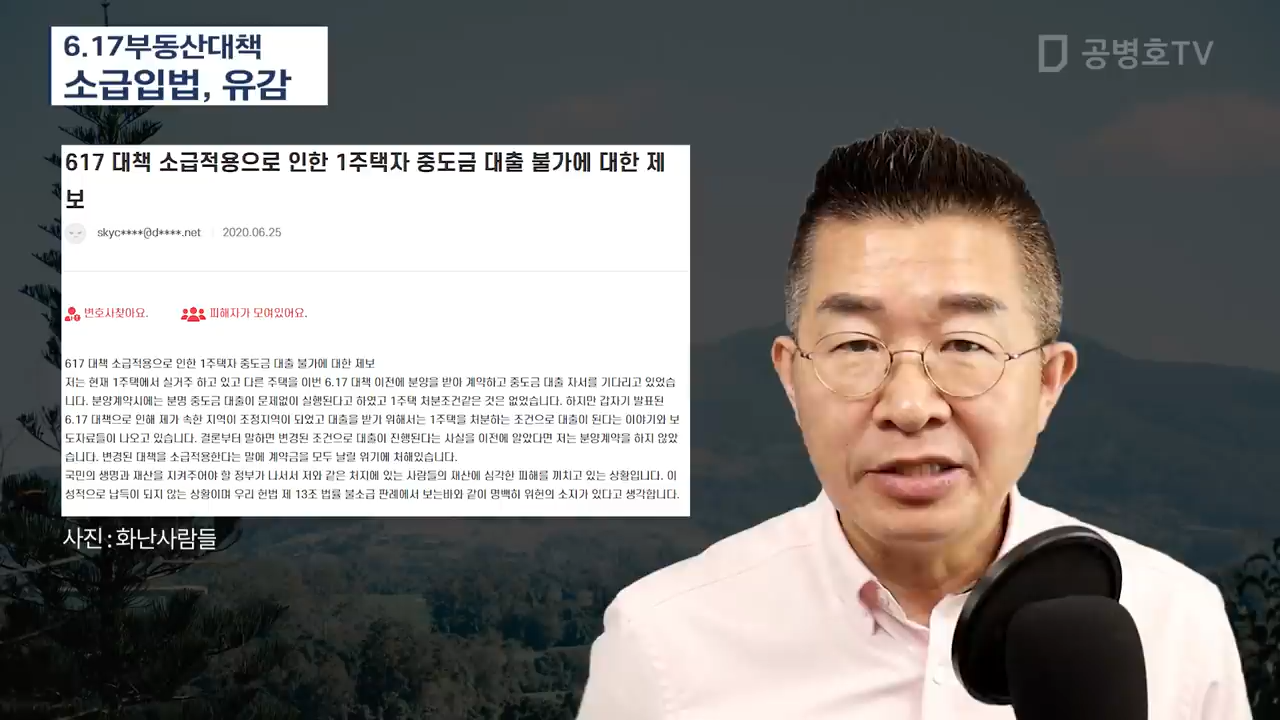 6.17부동산대책
소급입법, 유감
공병호TV
617 대책 소급적용으로 인한 1주택자 중도금 대출 불가에 대한 제
보
skyc****@d****.net 2020.06.25
변호사찾아요. 피해자가 모여있어요.
617 대책 소급적용으로 인한 1주택자 중도금 대출 불가에 대한 제보
저는 현재 1주택에서 실거주 하고 있고 다른 주택을 이번 6.17 대책 이전에 분양을 받아 계약하고 중도금 대출 자서를 기다리고 있었습
니다. 분양계약시에는 분명 중도금 대출이 문제없이 실행된다고 하였고 1주택 처분조건같은 것은 없었습니다. 하지만 갑자기 발표된
6.17 대책으로 인해 제가 속한 지역이 조정지역이 되었고 대출을 받기 위해서는 1주택을 처분하는 조건으로 대출이 된다는 이야기와 보
도자료들이 나오고 있습니다. 결론부터 말하면 변경된 조건으로 대출이 진행된다는 사실을 이전에 알았다면 저는 분양계약을 하지 않았
습니다. 변경된 대책을 소급적용한다는 말에 계약금을 모두 날릴 위기에 처해있습니다.
국민의 생명과 재산을 지켜주어야 할 정부가 나서서 저와 같은 처지에 있는 사람들의 재산에 심각한 피해를 끼치고 있는 상황입니다. 이
성적으로 납득이 되지 않는 상황이며 우리 헌법 제 13조 법률 불소급 판례에서 보는바와 같이 명백히 위헌의 소지가 있다고 생각합니다.
사진 : 화난사람들